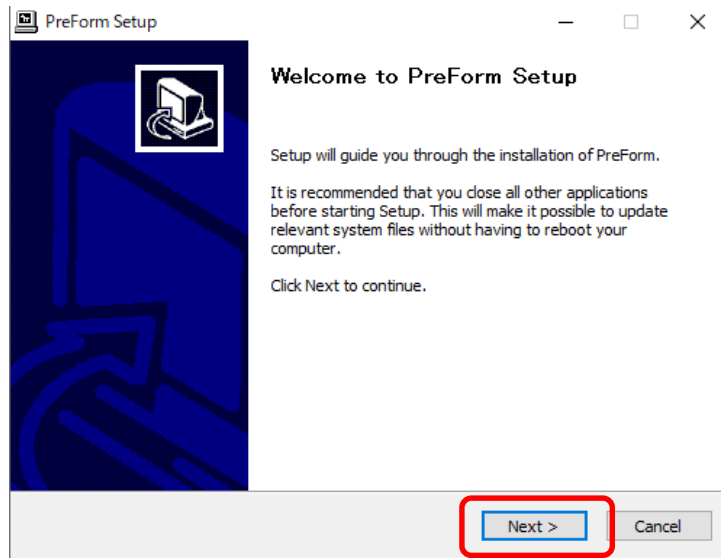 PreForm Setup
Welcome to PreForm Setup
Setup will guide you through the installation of PreForm.
It is recommended that you close all other applications
before starting Setup. This will make it possible to update
relevant system files without having to reboot your
computer.
Click Next to continue.
Next >
Cancel